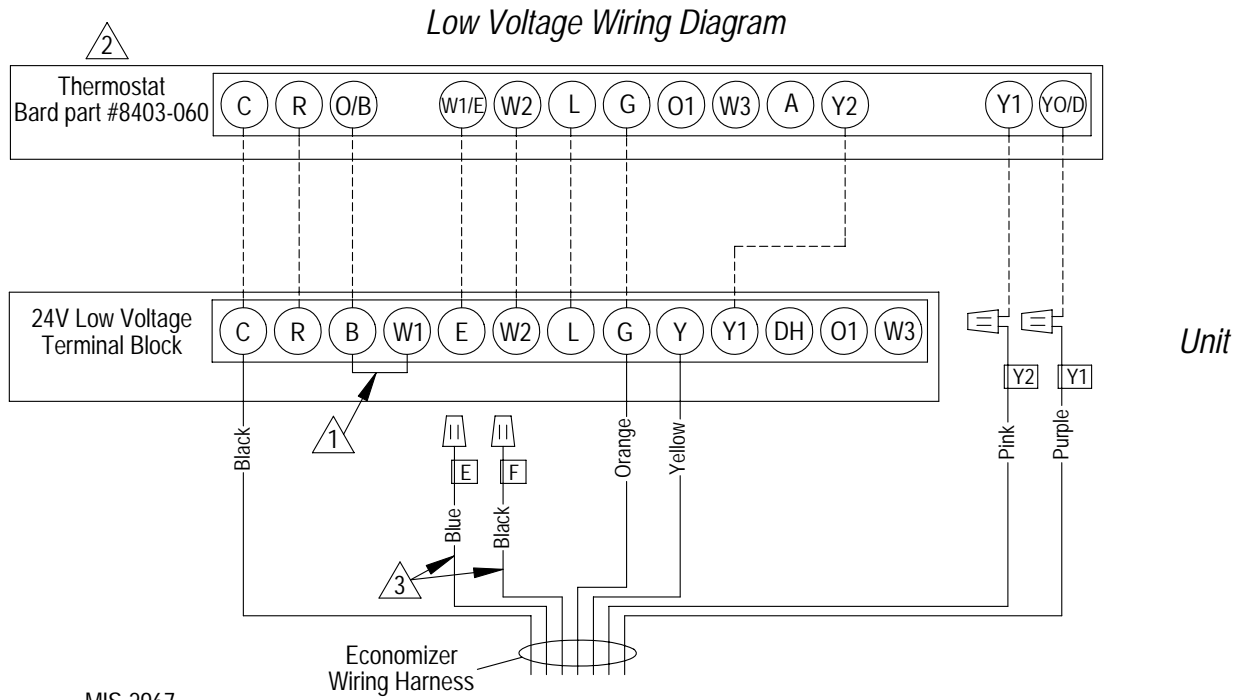 Low Voltage Wiring Diagram
2
Thermostat
Bard part #8403-060
C R O/B W1/E W2 L G O1 W3 A Y2 Y1 YO/D
24V Low Voltage
Terminal Block
C R B W1 E W2 L G Y Y1 DH O1 W3
Unit
Y2 Y1
1
Black
E F
Orange
Yellow
Pink
Purple
Blue
Black
3
Economizer
Wiring Harness